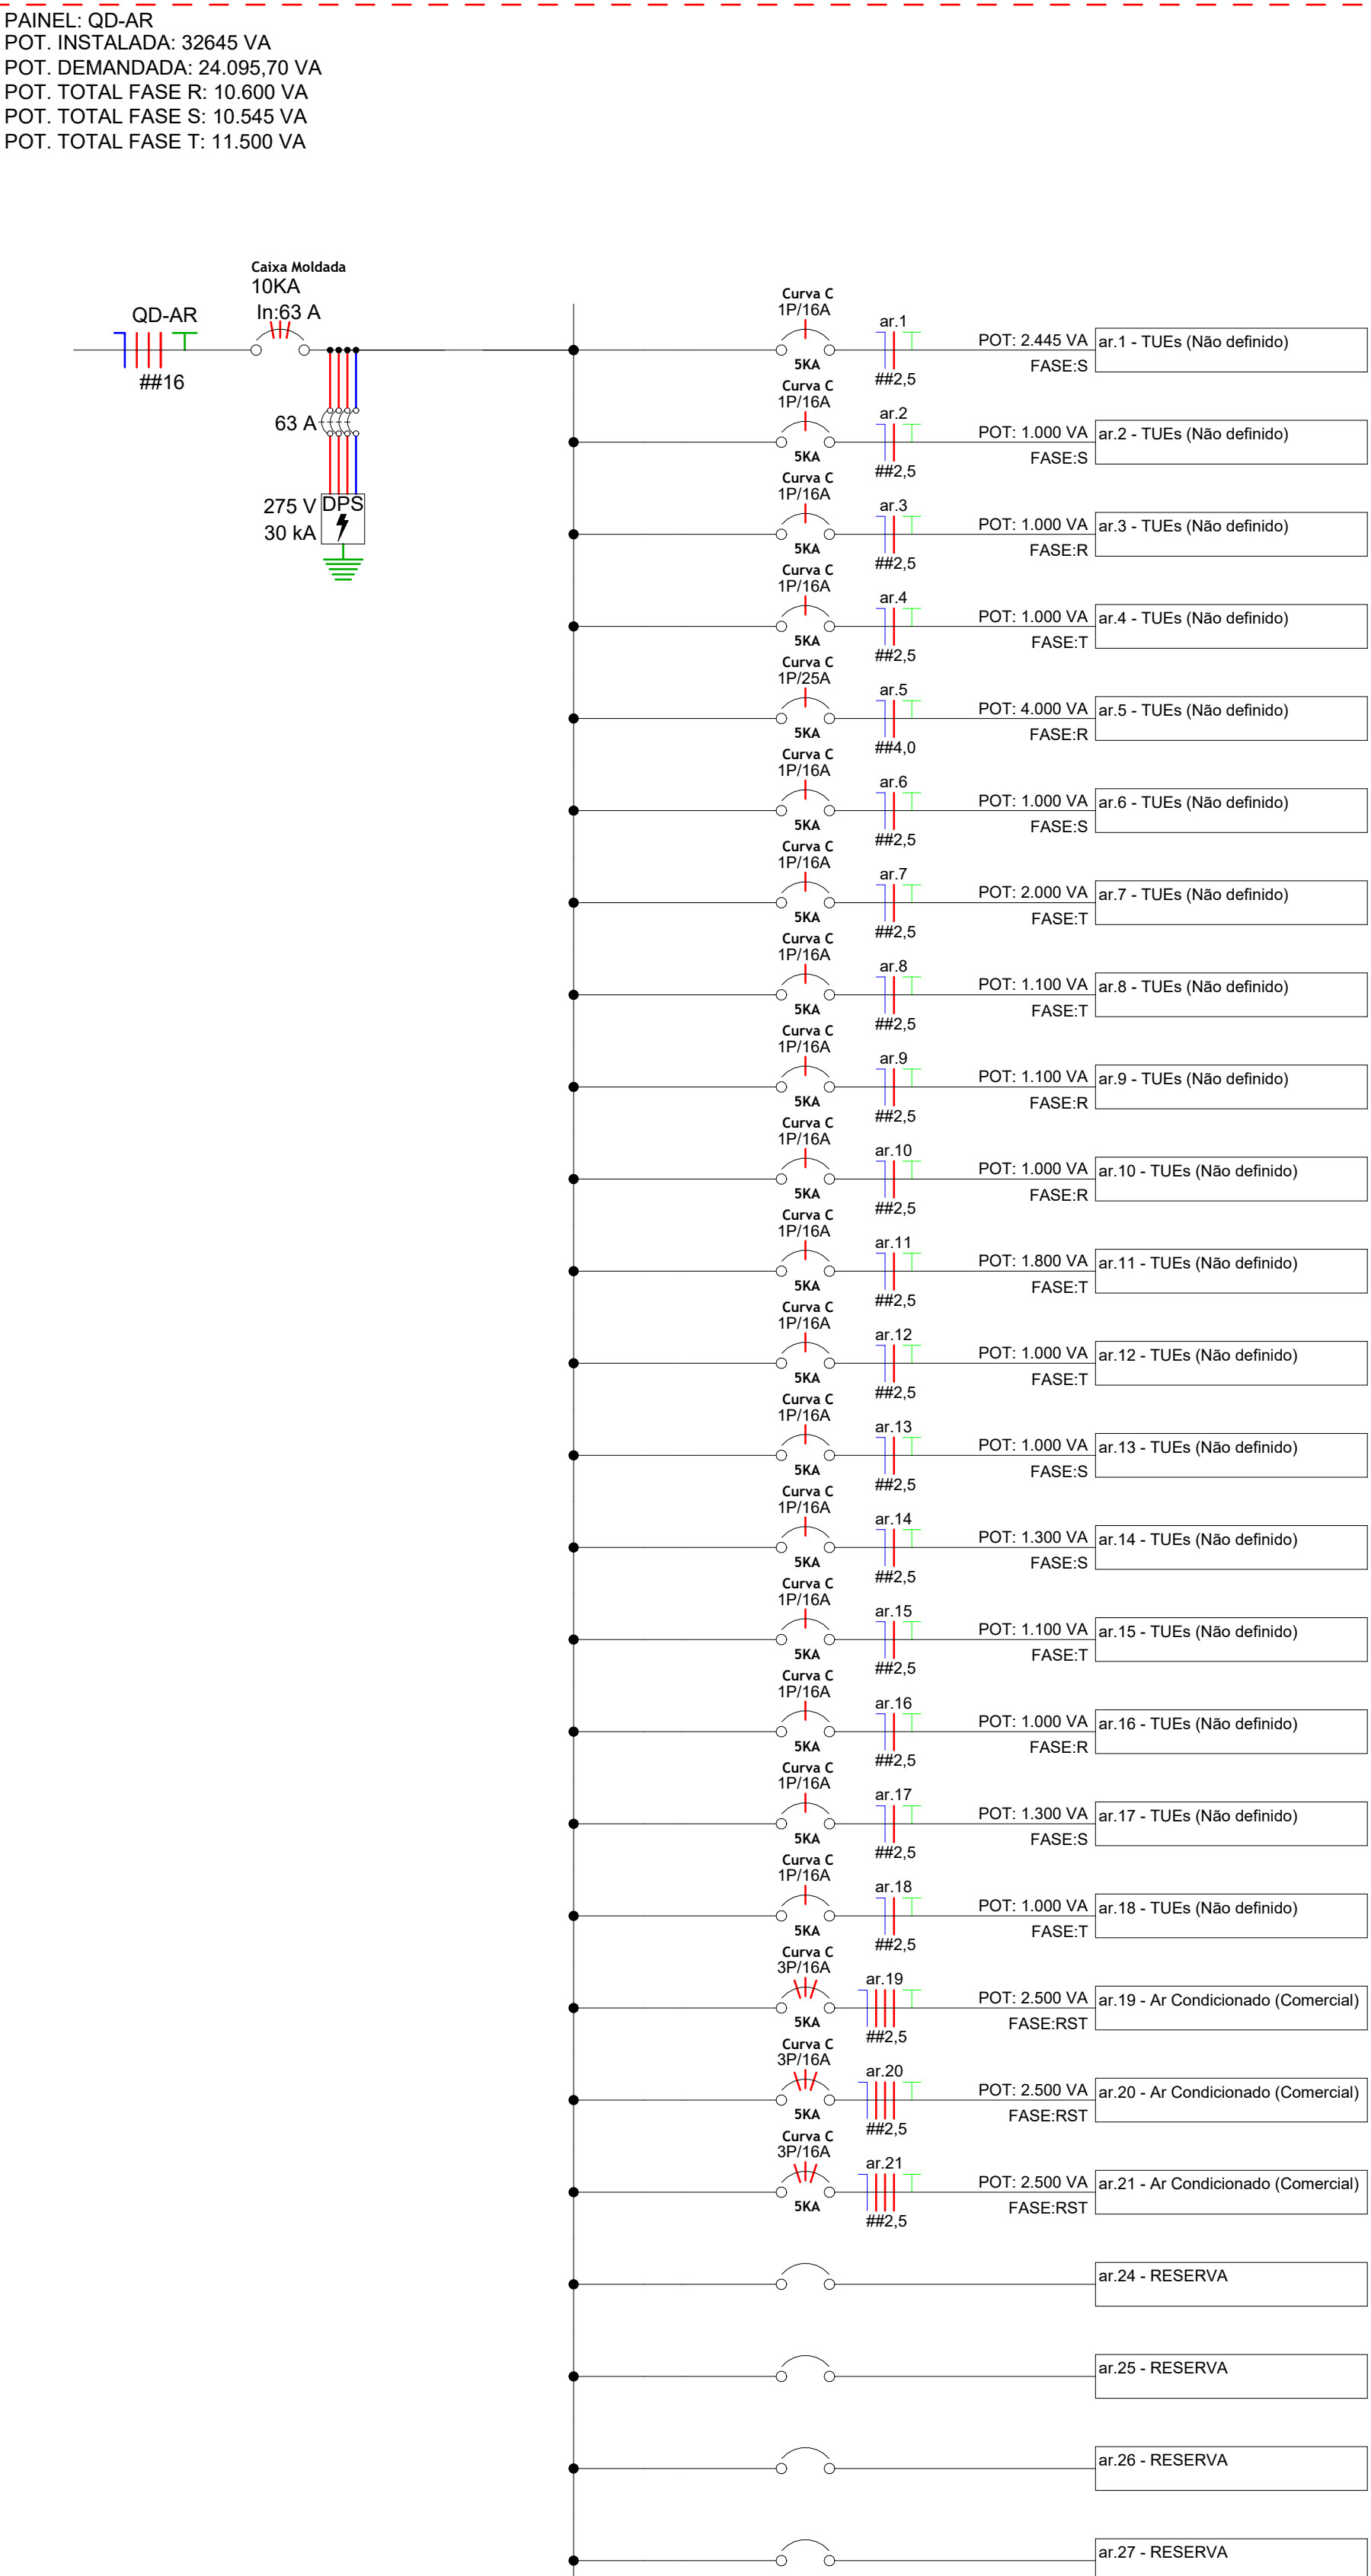 PAINEL: QD-AR
POT. INSTALADA: 32645 VA
POT. DEMANDADA: 24.095,70 VA
POT. TOTAL FASE R: 10.600 VA
POT. TOTAL FASE S: 10.545 VA
POT. TOTAL FASE T: 11.500 VA
Caixa Moldada
10KA
In:63 A
QD-AR
##16
63 A
275 V
30 kA
DPS
Curva C
1P/16A
5KA
ar.1
##2,5
POT: 2.445 VA
FASE:S
ar.1 - TUEs (Não definido)
Curva C
1P/16A
5KA
ar.2
##2,5
POT: 1.000 VA
FASE:S
ar.2 - TUEs (Não definido)
Curva C
1P/16A
5KA
ar.3
##2,5
POT: 1.000 VA
FASE:R
ar.3 - TUEs (Não definido)
Curva C
1P/16A
5KA
ar.4
##2,5
POT: 1.000 VA
FASE:T
ar.4 - TUEs (Não definido)
Curva C
1P/25A
5KA
ar.5
##4,0
POT: 4.000 VA
FASE:R
ar.5 - TUEs (Não definido)
Curva C
1P/16A
5KA
ar.6
##2,5
POT: 1.000 VA
FASE:S
ar.6 - TUEs (Não definido)
Curva C
1P/16A
5KA
ar.7
##2,5
POT: 2.000 VA
FASE:T
ar.7 - TUEs (Não definido)
Curva C
1P/16A
5KA
ar.8
##2,5
POT: 1.100 VA
FASE:T
ar.8 - TUEs (Não definido)
Curva C
1P/16A
5KA
ar.9
##2,5
POT: 1.100 VA
FASE:R
ar.9 - TUEs (Não definido)
Curva C
1P/16A
5KA
ar.10
##2,5
POT: 1.000 VA
FASE:R
ar.10 - TUEs (Não definido)
Curva C
1P/16A
5KA
ar.11
##2,5
POT: 1.800 VA
FASE:T
ar.11 - TUEs (Não definido)
Curva C
1P/16A
5KA
ar.12
##2,5
POT: 1.000 VA
FASE:T
ar.12 - TUEs (Não definido)
Curva C
1P/16A
5KA
ar.13
##2,5
POT: 1.000 VA
FASE:S
ar.13 - TUEs (Não definido)
Curva C
1P/16A
5KA
ar.14
##2,5
POT: 1.300 VA
FASE:S
ar.14 - TUEs (Não definido)
Curva C
1P/16A
5KA
ar.15
##2,5
POT: 1.100 VA
FASE:T
ar.15 - TUEs (Não definido)
Curva C
1P/16A
5KA
ar.16
##2,5
POT: 1.000 VA
FASE:R
ar.16 - TUEs (Não definido)
Curva C
1P/16A
5KA
ar.17
##2,5
POT: 1.300 VA
FASE:S
ar.17 - TUEs (Não definido)
Curva C
1P/16A
5KA
ar.18
##2,5
POT: 1.000 VA
FASE:T
ar.18 - TUEs (Não definido)
Curva C
3P/16A
5KA
ar.19
##2,5
POT: 2.500 VA
FASE:RST
ar.19 - Ar Condicionado (Comercial)
Curva C
3P/16A
5KA
ar.20
##2,5
POT: 2.500 VA
FASE:RST
ar.20 - Ar Condicionado (Comercial)
Curva C
3P/16A
5KA
ar.21
##2,5
POT: 2.500 VA
FASE:RST
ar.21 - Ar Condicionado (Comercial)
ar.24 - RESERVA
ar.25 - RESERVA
ar.26 - RESERVA
ar.27 - RESERVA